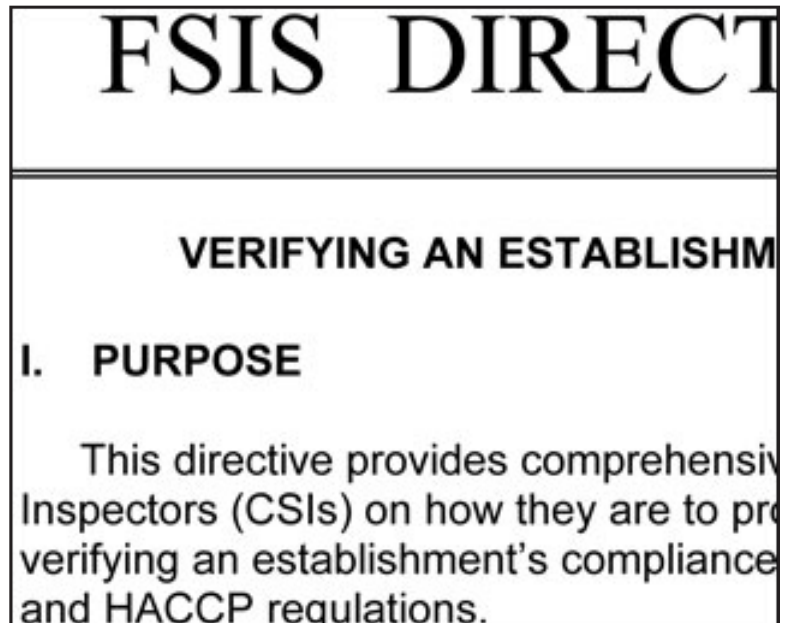 FSIS DIRECT
VERIFYING AN ESTABLISHM
I. PURPOSE
This directive provides comprehensiv
Inspectors (CSIs) on how they are to pro
verifying an establishment's compliance
and HACCP regulations.